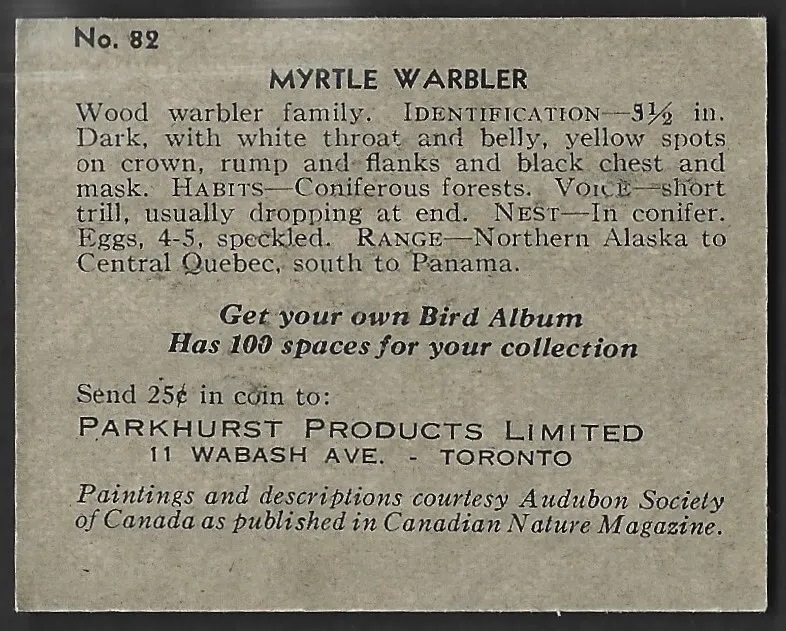 No. 82
MYRTLE WARBLER
Wood warbler family. IDENTIFICATION—9½ in.
Dark, with white throat and belly, yellow spots
on crown, rump and flanks and black chest and
mask. HABITS—Coniferous forests. VOICE—short
trill, usually dropping at end. NEST—In conifer.
Eggs, 4-5, speckled. RANGE—Northern Alaska to
Central Quebec, south to Panama.
Get your own Bird Album
Has 100 spaces for your collection
Send 25¢ in coin to:
PARKHURST PRODUCTS LIMITED
11 WABASH AVE. - TORONTO
Paintings and descriptions courtesy Audubon Society
of Canada as published in Canadian Nature Magazine.